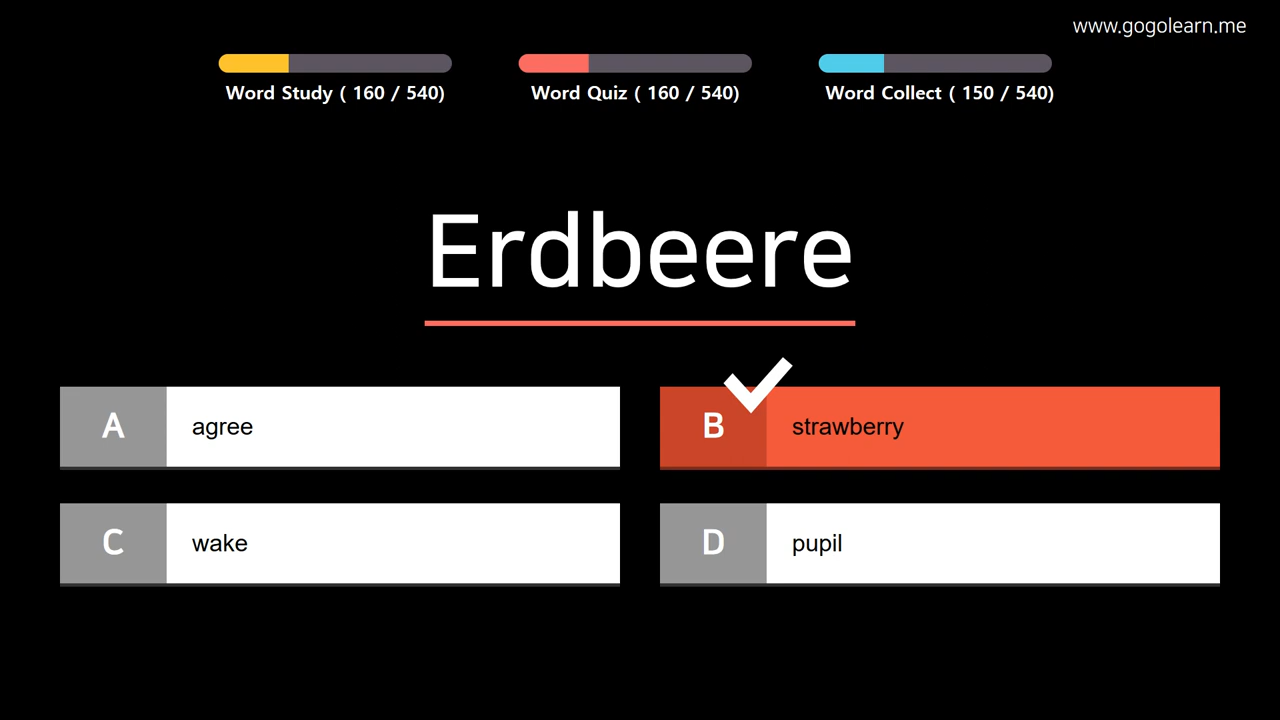 www.gogolearn.me
Word Study ( 160 / 540)
Word Quiz ( 160 / 540)
Word Collect ( 150 / 540)
Erdbeere
A agree
B strawberry
C wake
D pupil